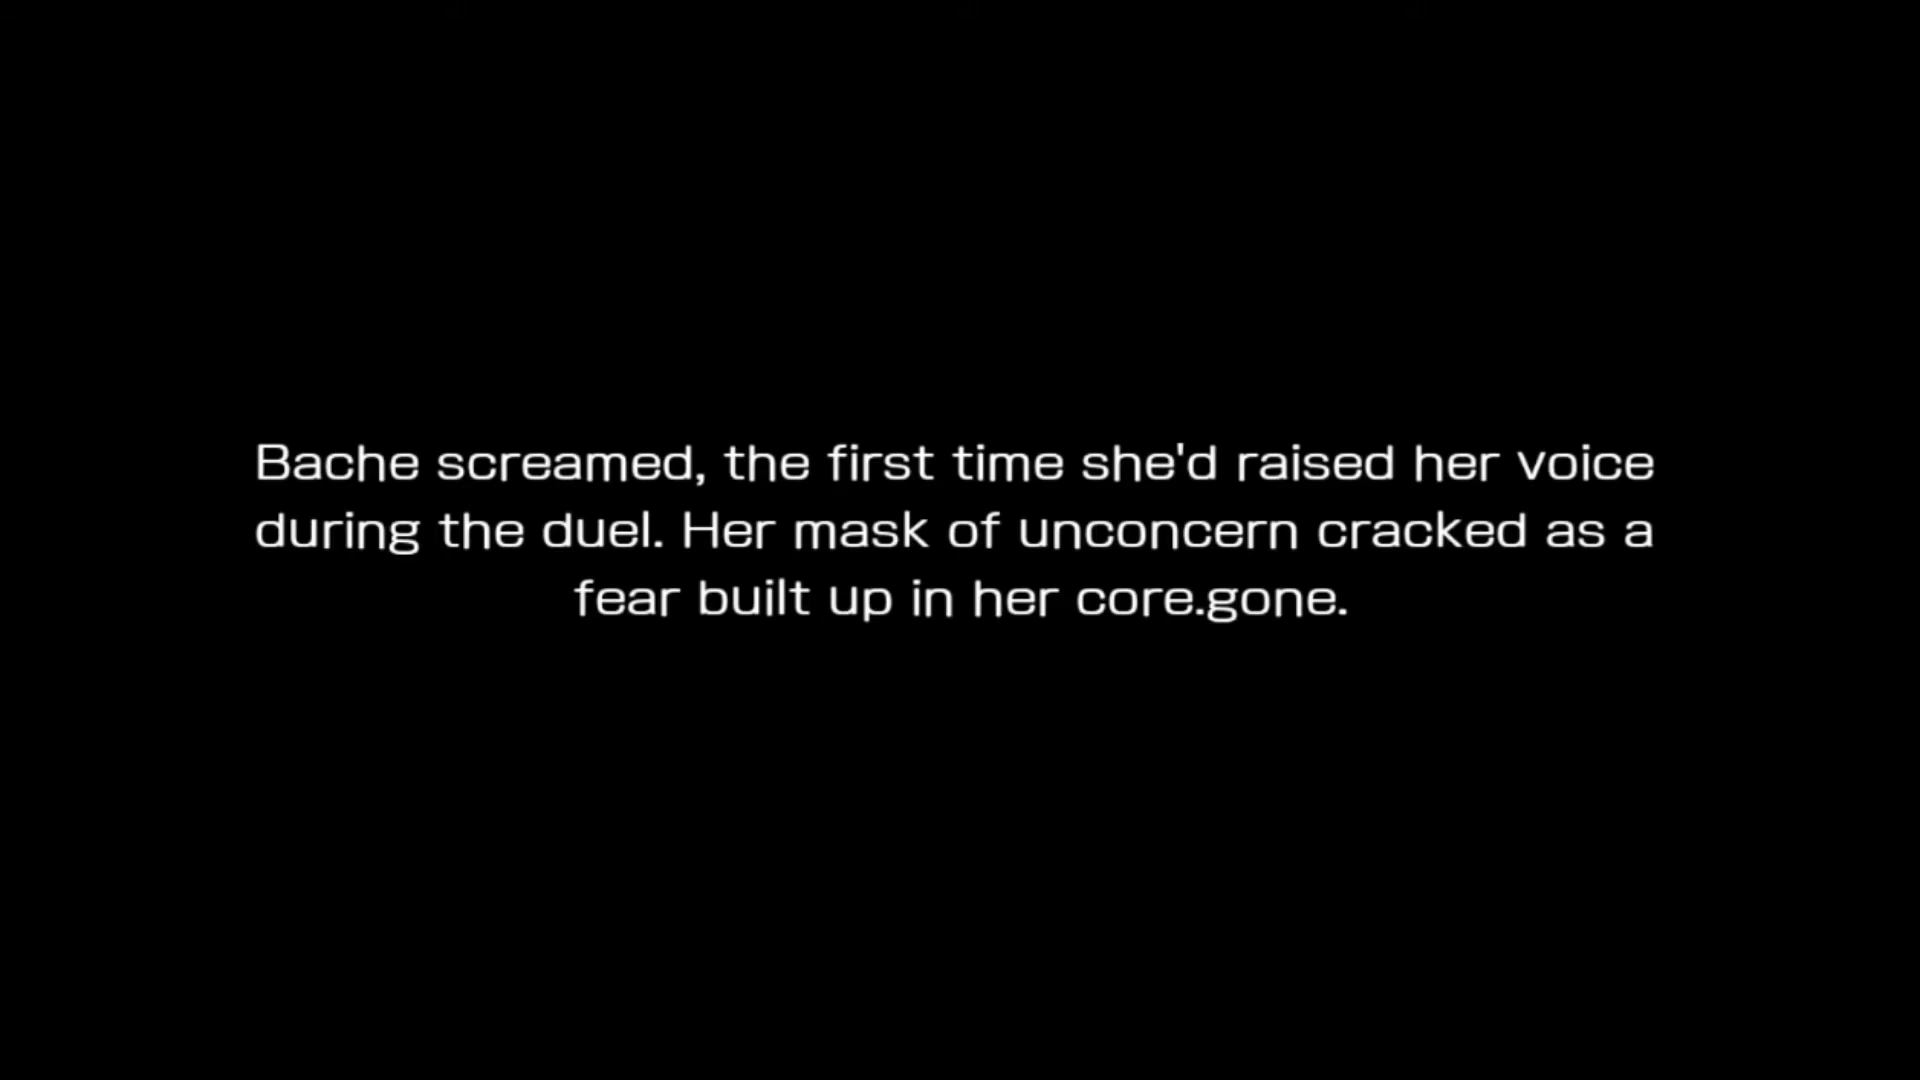 Bache screamed, the first time she'd raised her voice
during the duel. Her mask of unconcern cracked as a
fear built up in her core.gone.